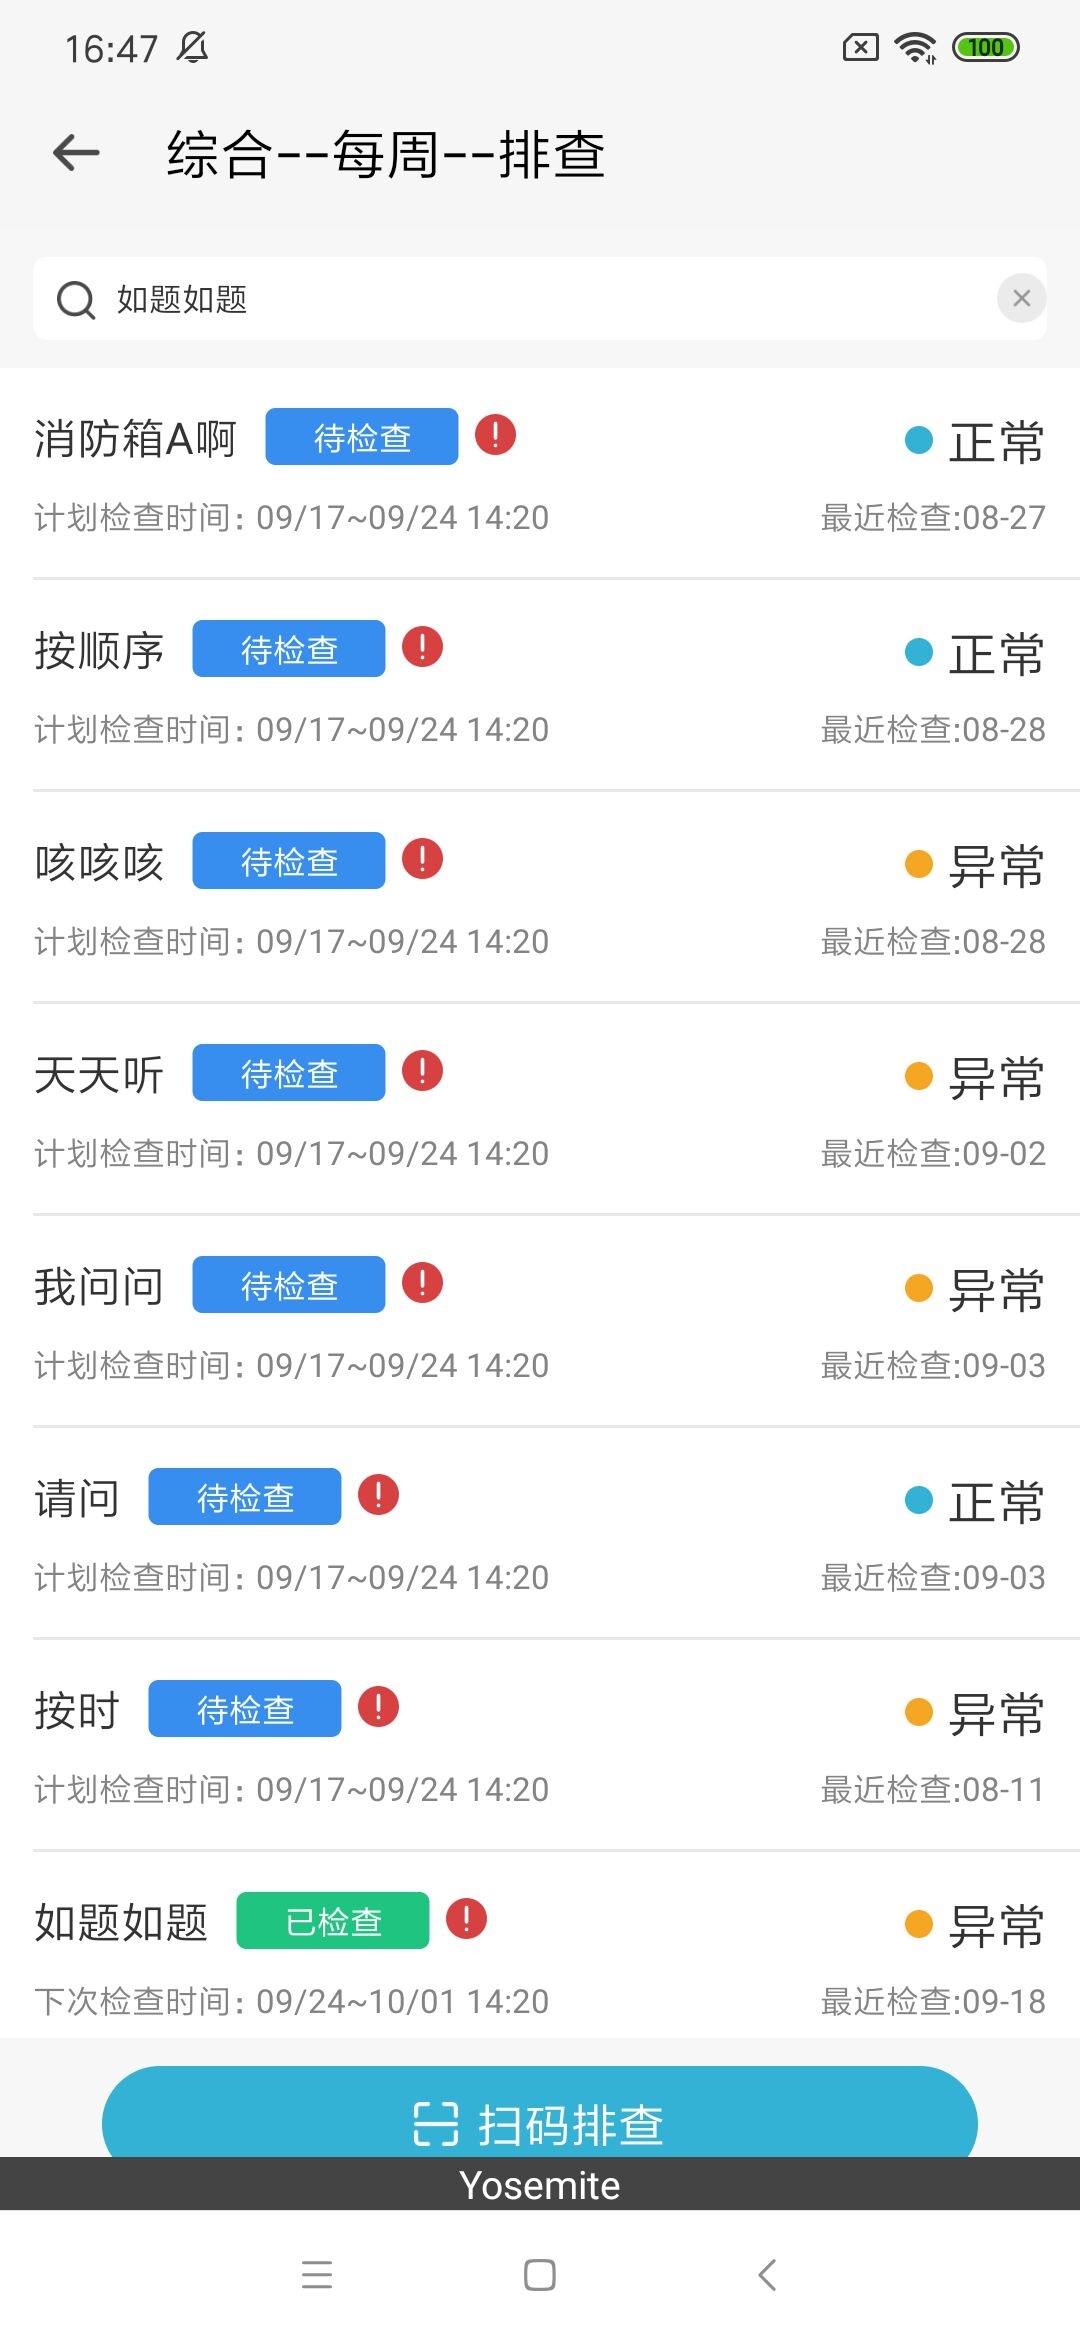 16:47 100
综合--每周--排查
如题如题
消防箱A啊 待检查 正常
计划检查时间: 09/17~09/24 14:20 最近检查:08-27
按顺序 待检查 正常
计划检查时间: 09/17~09/24 14:20 最近检查:08-28
咳咳咳 待检查 异常
计划检查时间: 09/17~09/24 14:20 最近检查:08-28
天天听 待检查 异常
计划检查时间: 09/17~09/24 14:20 最近检查:09-02
我问问 待检查 异常
计划检查时间: 09/17~09/24 14:20 最近检查:09-03
请问 待检查 正常
计划检查时间: 09/17~09/24 14:20 最近检查:09-03
按时 待检查 异常
计划检查时间: 09/17~09/24 14:20 最近检查:08-11
如题如题 已检查 异常
下次检查时间: 09/24~10/01 14:20 最近检查:09-18
扫码排查
Yosemite